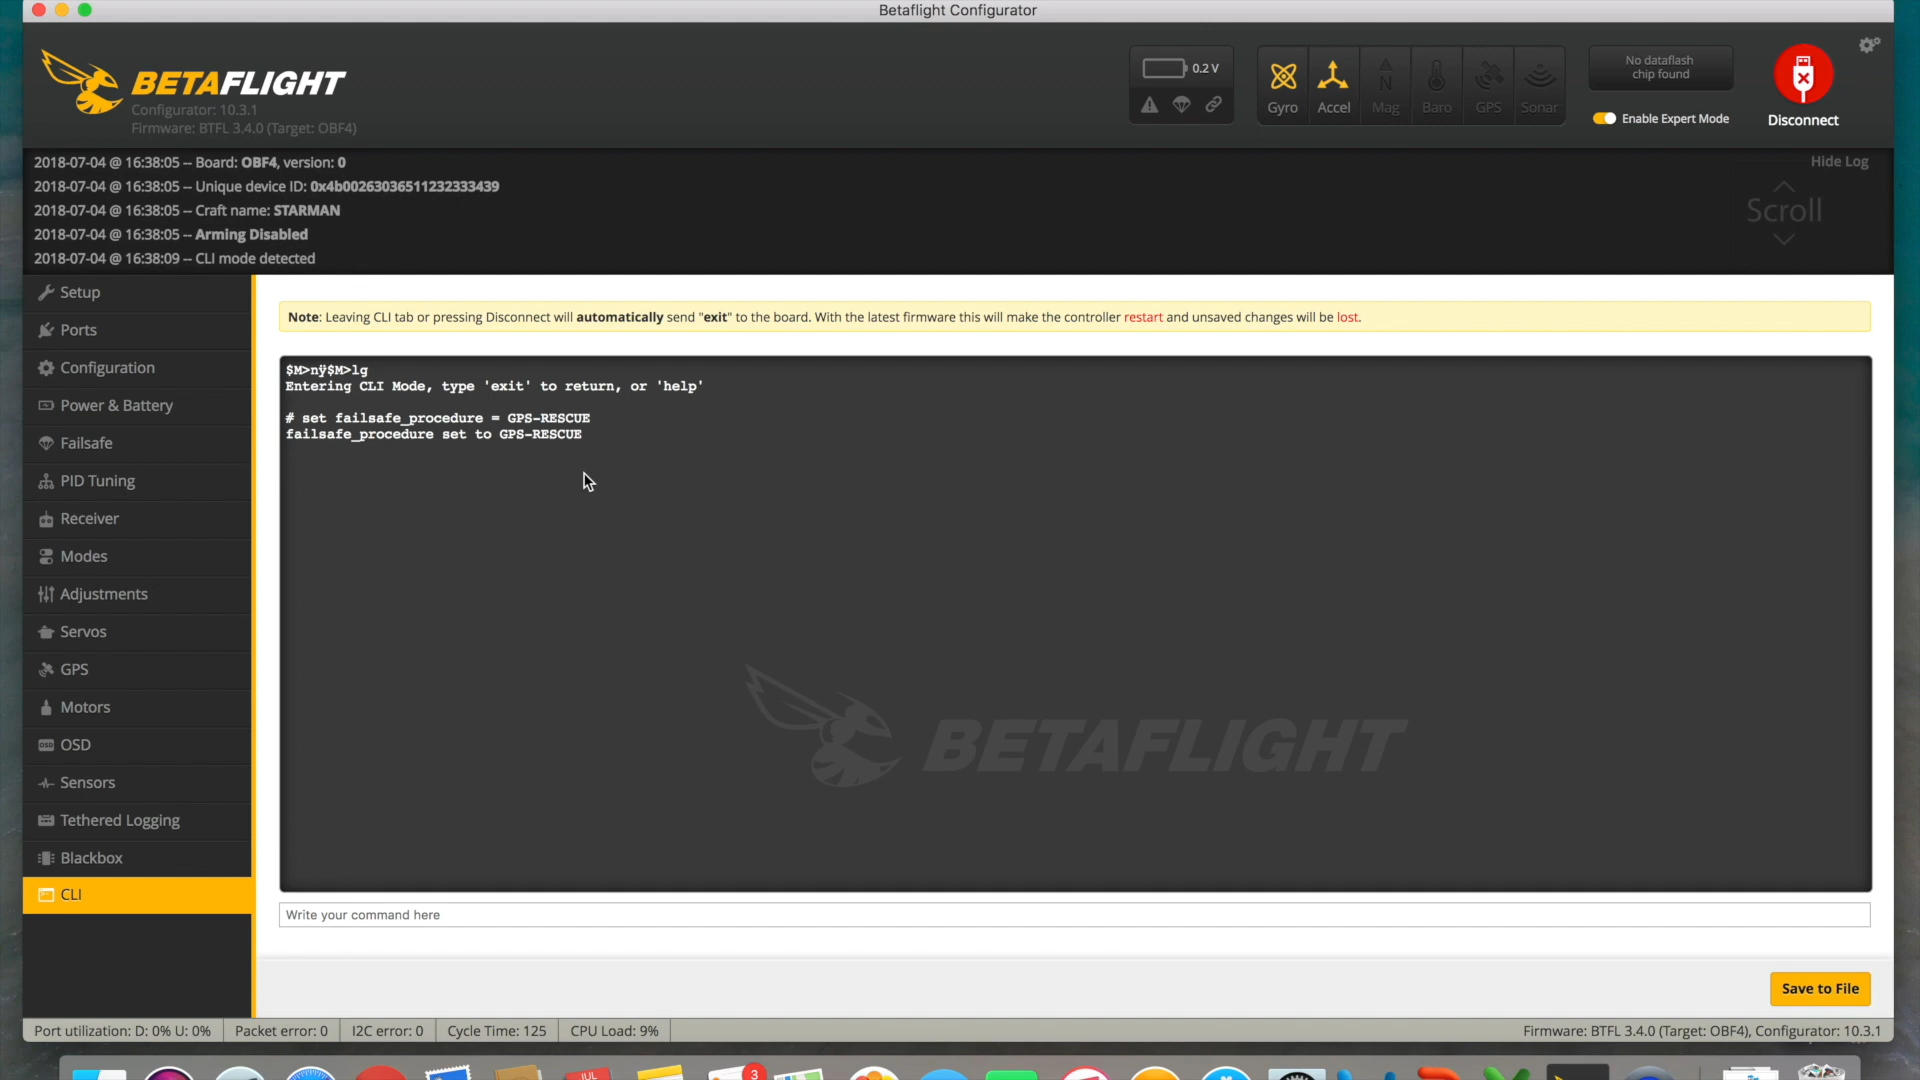 Betaflight Configurator
BETAFLIGHT
Configurator: 10.3.1
Firmware: BTFL 3.4.0 (Target: OBF4)
0.2 V
Gyro
Accel
Mag
Baro
GPS
Sonar
No dataflash
chip found
Enable Expert Mode
Disconnect
2018-07-04 @ 16:38:05 -- Board: OBF4, version: 0
2018-07-04 @ 16:38:05 -- Unique device ID: 0x4b00263036511232333439
2018-07-04 @ 16:38:05 -- Craft name: STARMAN
2018-07-04 @ 16:38:05 -- Arming Disabled
2018-07-04 @ 16:38:09 -- CLI mode detected
Hide Log
Scroll
Setup
Ports
Configuration
Power & Battery
Failsafe
PID Tuning
Receiver
Modes
Adjustments
Servos
GPS
Motors
OSD
Sensors
Tethered Logging
Blackbox
CLI
Note: Leaving CLI tab or pressing Disconnect will automatically send "exit" to the board. With the latest firmware this will make the controller restart and unsaved changes will be lost.
$M>nÿ$M>lg
Entering CLI Mode, type 'exit' to return, or 'help'
# set failsafe_procedure = GPS-RESCUE
failsafe_procedure set to GPS-RESCUE
BETAFLIGHT
Write your command here
Save to File
Port utilization: D: 0% U: 0%
Packet error: 0
I2C error: 0
Cycle Time: 125
CPU Load: 9%
Firmware: BTFL 3.4.0 (Target: OBF4), Configurator: 10.3.1
JUL
3